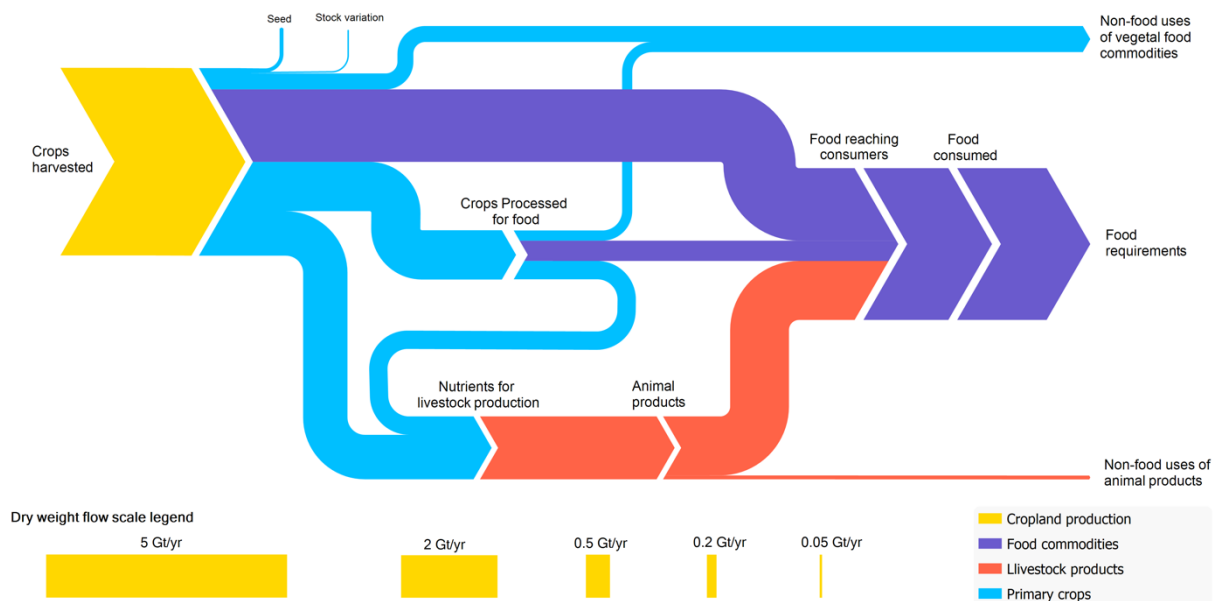 Seed
Stock variation
Non-food uses
of vegetal food
commodities
Crops
harvested
Food reaching
consumers
Food
consumed
Crops Processed
for food
Food
requirements
Nutrients for
livestock production
Animal
products
Non-food uses of
animal products
Dry weight flow scale legend
5 Gt/yr
2 Gt/yr
0.5 Gt/yr
0.2 Gt/yr
0.05 Gt/yr
Cropland production
Food commodities
Llivestock products
Primary crops